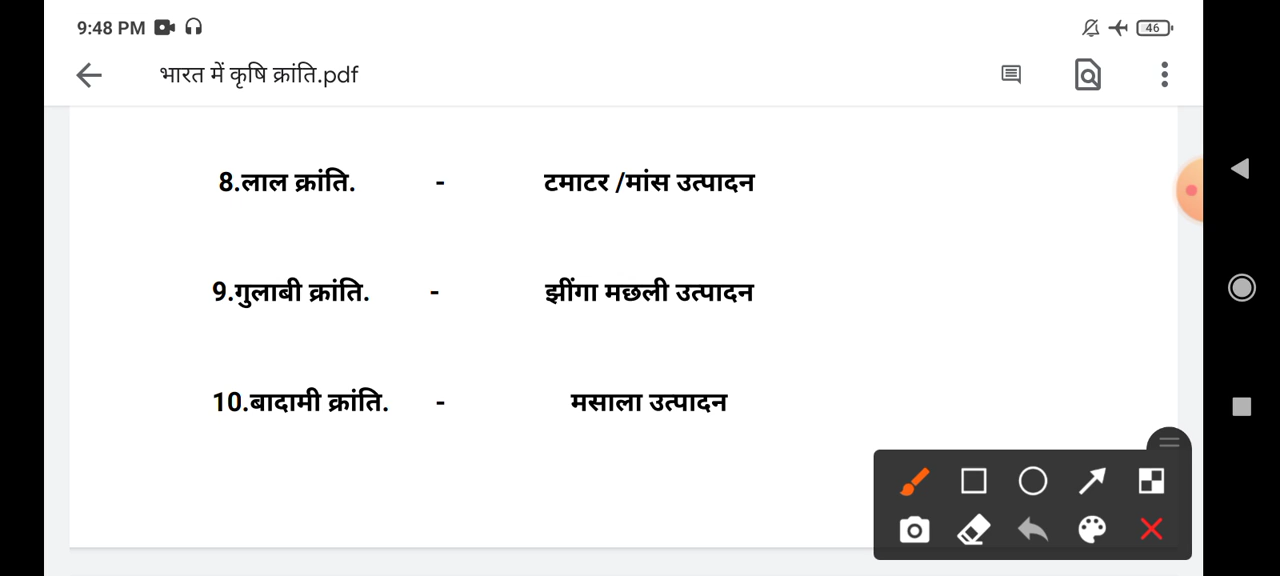 9:48 PM 46
भारत में कृषि क्रांति.pdf
8.लाल क्रांति. - टमाटर /मांस उत्पादन
9.गुलाबी क्रांति. - झींगा मछली उत्पादन
10.बादामी क्रांति. - मसाला उत्पादन